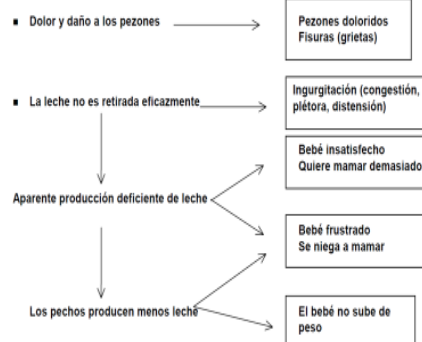 ▪ Dolor y daño a los pezones
Pezones doloridos
Fisuras (grietas)
▪ La leche no es retirada eficazmente
Ingurgitación (congestión,
plétora, distensión)
Bebé insatisfecho
Quiere mamar demasiado
Aparente producción deficiente de leche
Bebé frustrado
Se niega a mamar
Los pechos producen menos leche
El bebé no sube de
peso